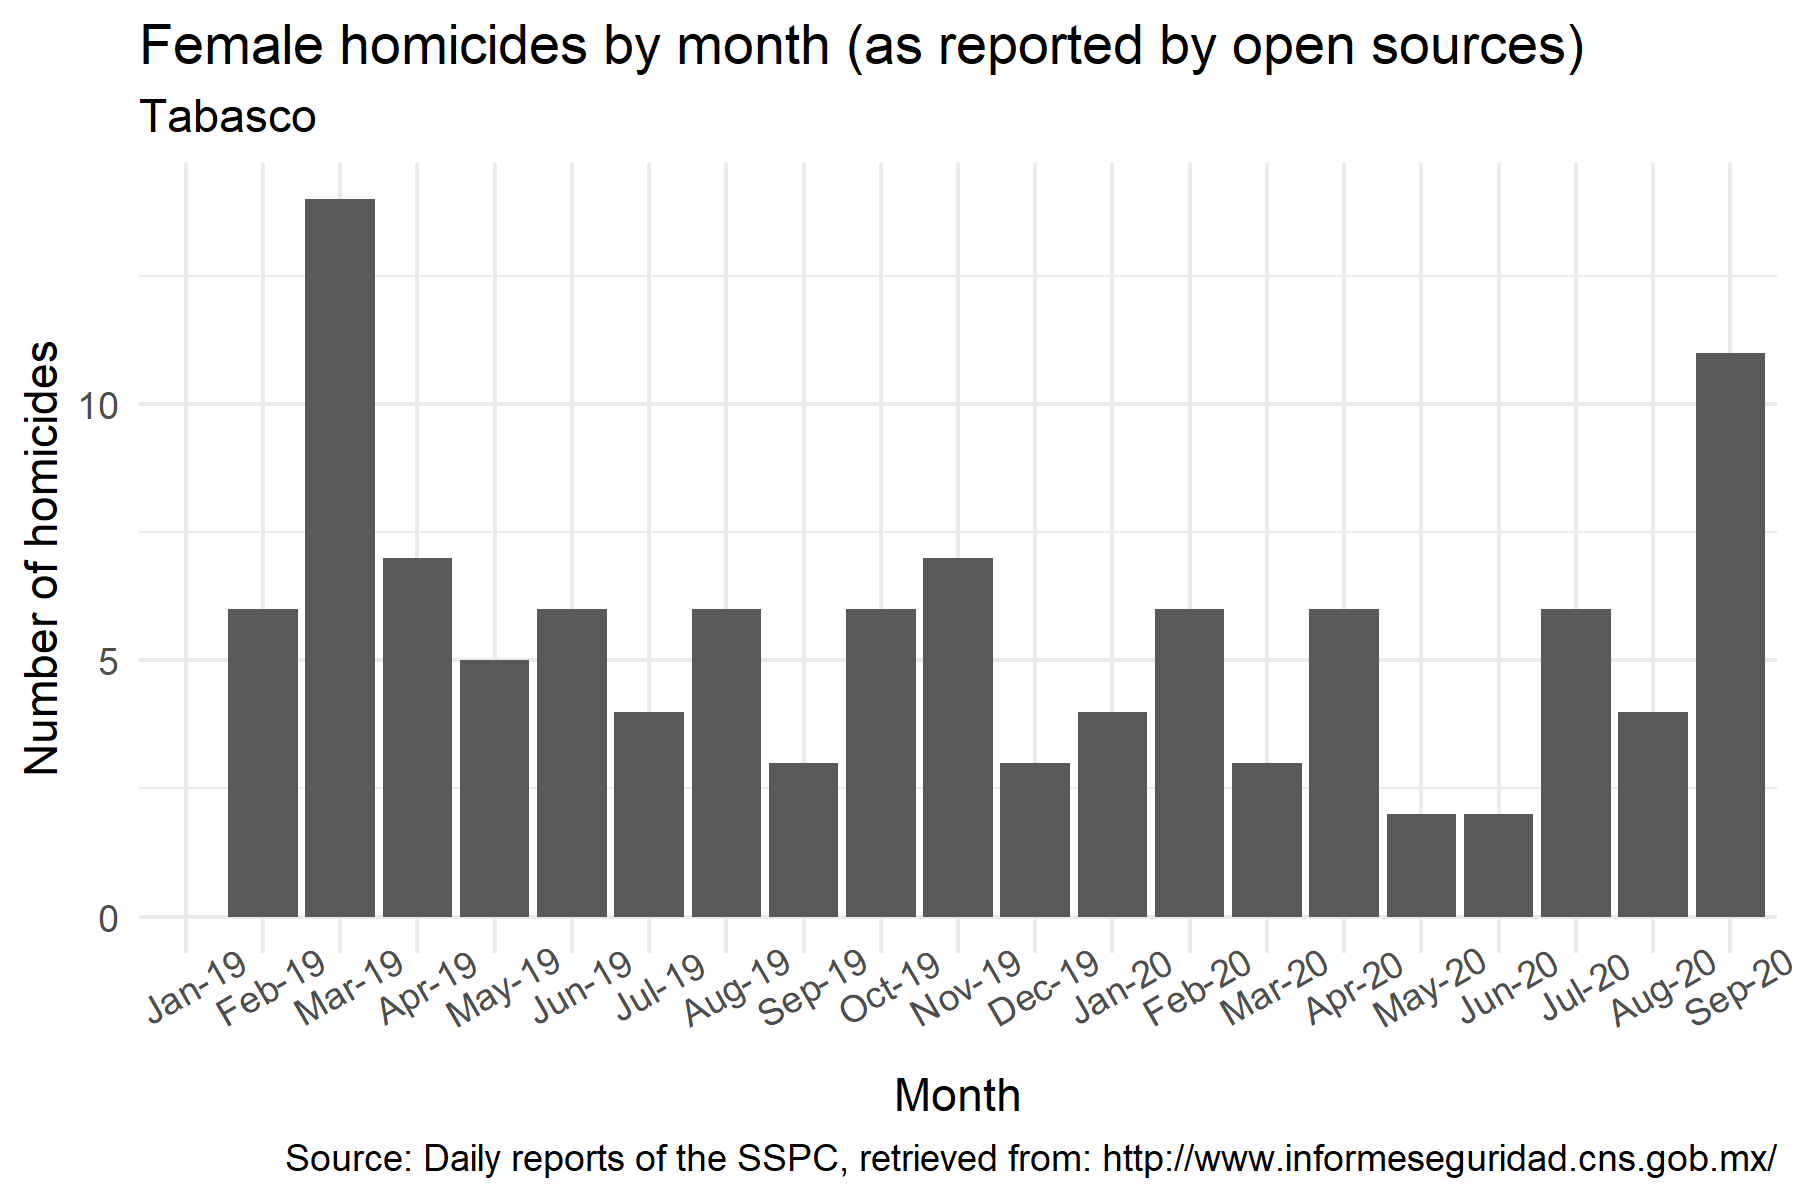 Female homicides by month (as reported by open sources)
Tabasco
Number of homicides
10
5
0
Jan-19
Feb-19
Mar-19
Apr-19
May-19
Jun-19
Jul-19
Aug-19
Sep-19
Oct-19
Nov-19
Dec-19
Jan-20
Feb-20
Mar-20
Apr-20
May-20
Jun-20
Jul-20
Aug-20
Sep-20
Month
Source: Daily reports of the SSPC, retrieved from: http://www.informeseguridad.cns.gob.mx/